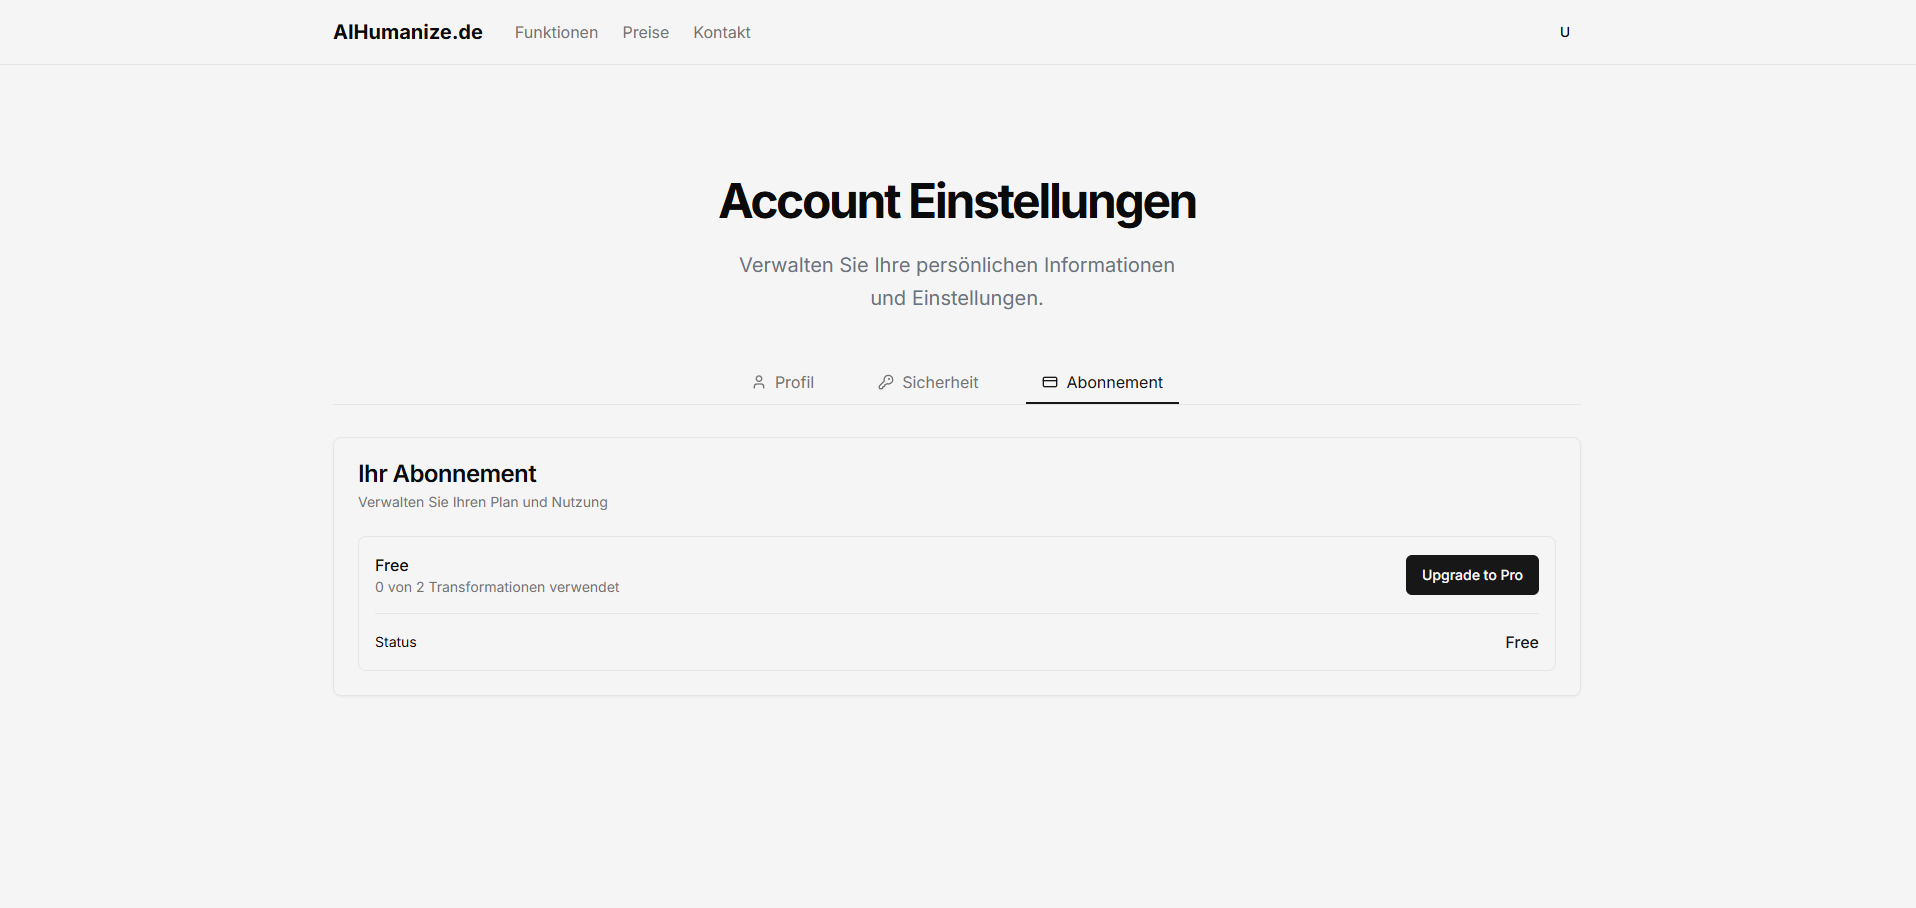 AIHumanize.de Funktionen Preise Kontakt U
Account Einstellungen
Verwalten Sie Ihre persönlichen Informationen
und Einstellungen.
Profil Sicherheit Abonnement
Ihr Abonnement
Verwalten Sie Ihren Plan und Nutzung
Free
0 von 2 Transformationen verwendet
Upgrade to Pro
Status Free